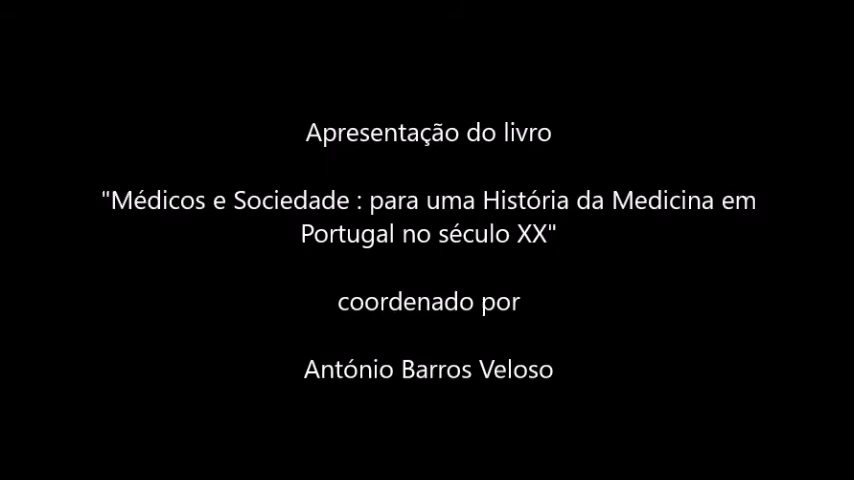 Apresentação do livro
"Médicos e Sociedade : para uma História da Medicina em
Portugal no século XX"
coordenado por
António Barros Veloso